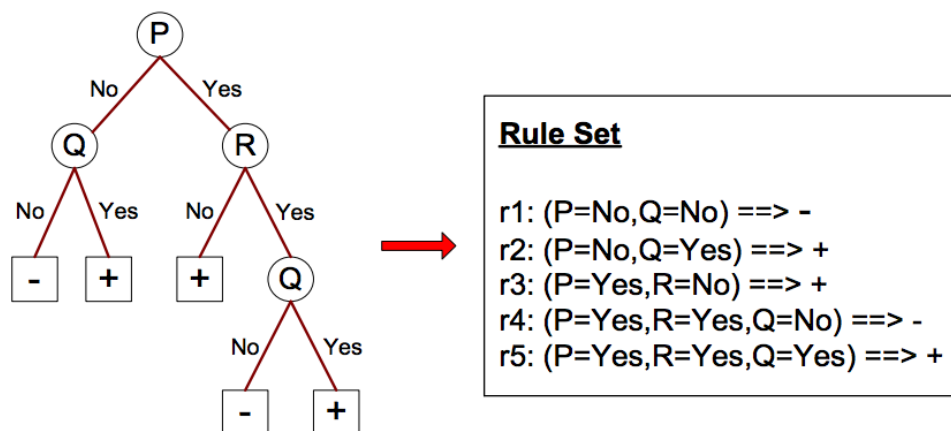 P
No Yes
Q R
No Yes No Yes
- + + Q
No Yes
- +
Rule Set
r1: (P=No,Q=No) ==> -
r2: (P=No,Q=Yes) ==> +
r3: (P=Yes,R=No) ==> +
r4: (P=Yes,R=Yes,Q=No) ==> -
r5: (P=Yes,R=Yes,Q=Yes) ==> +